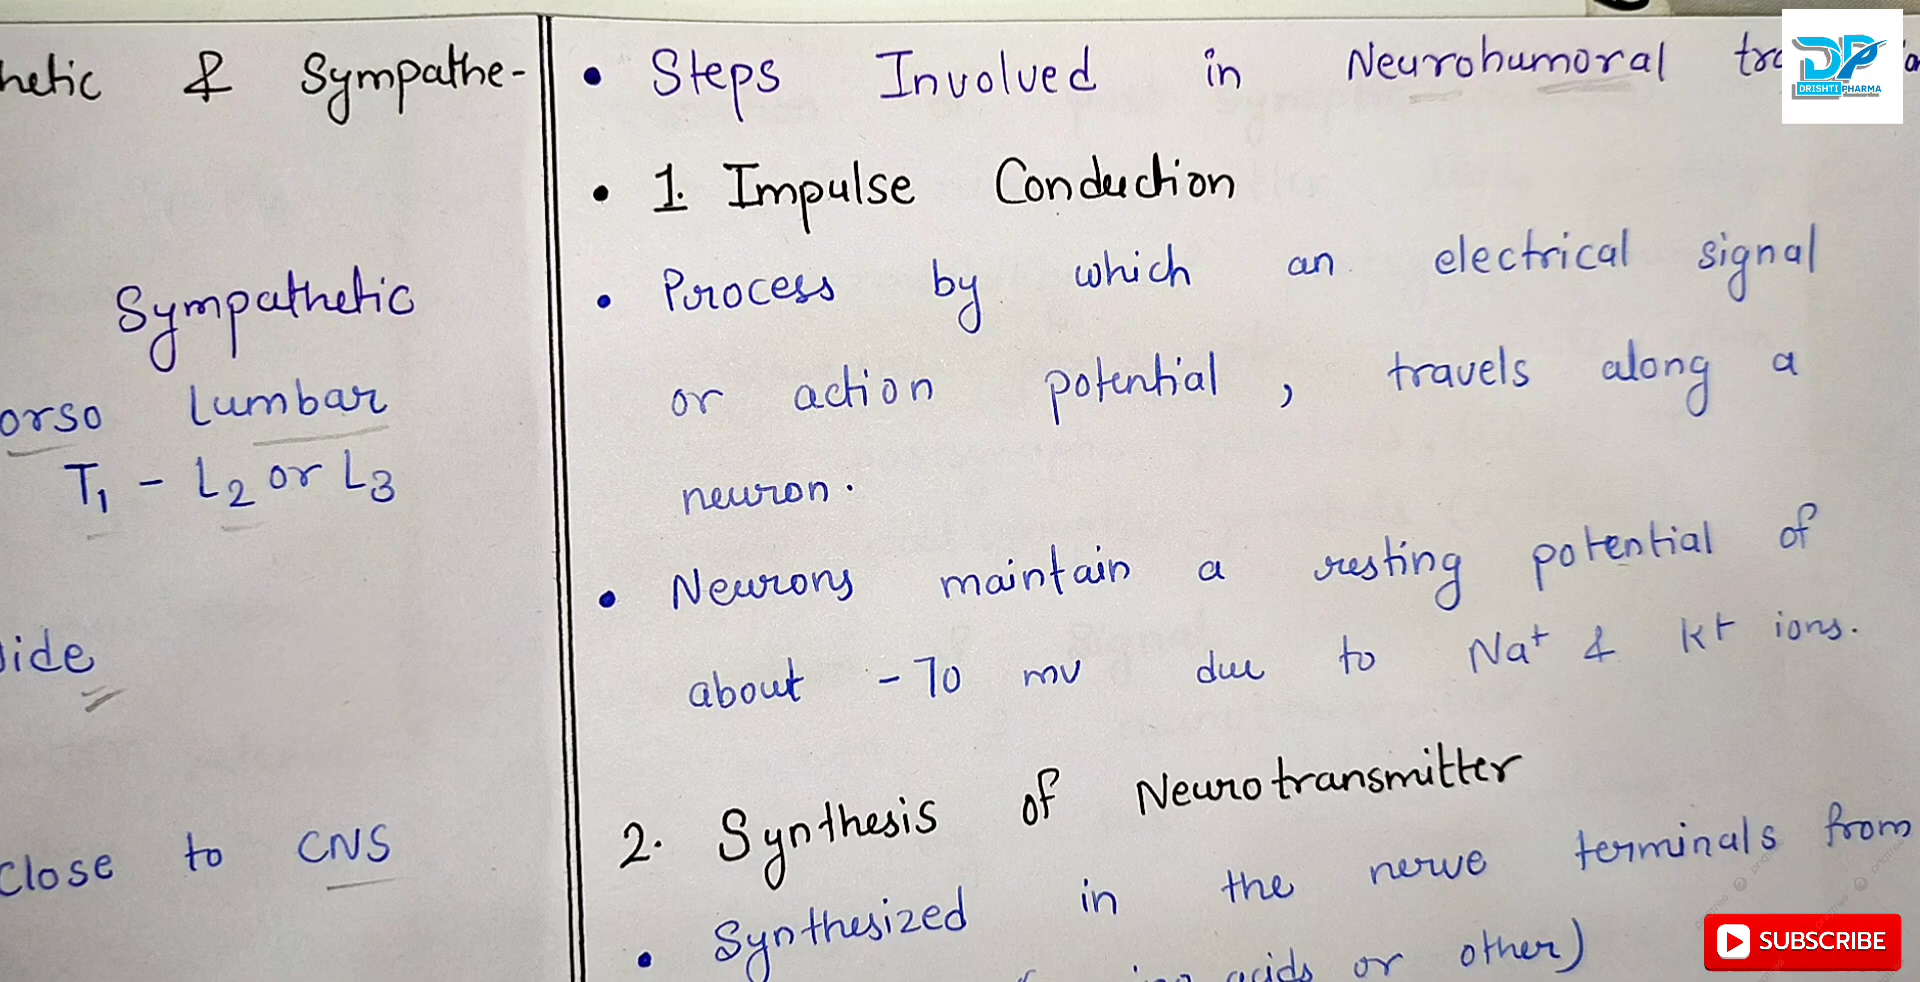 hetic & Sympathe-
Sympathetic
orso Lumbar
T1 - L2 or L3
ide
Close to CNS
• Steps Involved in Neurohumoral
• 1. Impulse Conduction
• Process by which an electrical signal
or action potential, travels along a
neuron.
• Neurons maintain a resting potential of
about -70 mv due to Na+ & K+ ions.
2. Synthesis of Neurotransmitter
• Synthesized in the nerve terminals from
acids or other)
DP
DRISHTI PHARMA
SUBSCRIBE